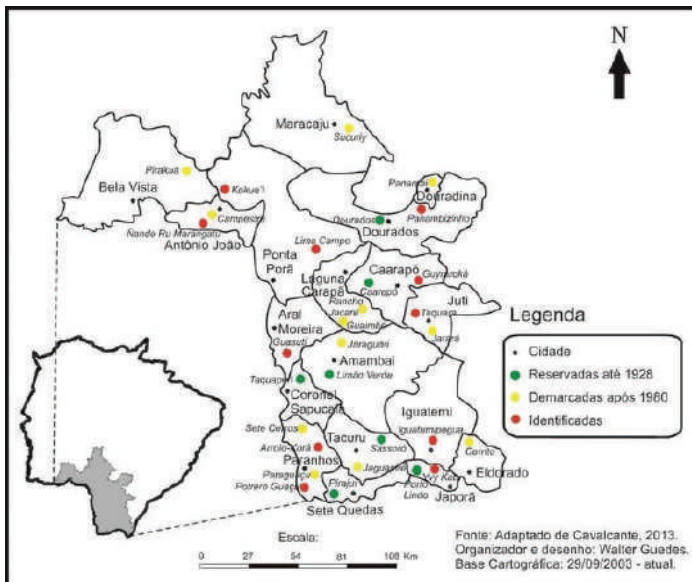 N
Maracaju
Sucuriy
Pirakuá
Bela Vista
Kokue'i
Campestre
Ñande Ru Marangatu
Antônio João
Panambi
Douradina
Panambizinho
Dourados
Dourados
Lima Campo
Ponta
Porã
Laguna
Carapã
Caarapó
Caarapó
Guyraroká
Rancho
Jacaré
Guaimbé
Juti
Taquara
Jarará
Aral
Moreira
Guasuti
Jaraguari
Amambai
Limão Verde
Taquaperi
Coronel
Sapucaia
Iguatemi
Iguatemipegua
Sete Cerros
Arroio-Korá
Paranhos
Tacuru
Sassoró
Jaguapiré
Cerrito
Eldorado
Potrero Guaçu
Pirajuí
Sete Quedas
Porto
Lindo
Yvy Katu
Japorã
Legenda
Cidade
Reservadas até 1928
Demarcadas após 1980
Identificadas
Escala:
0 27 54 81 108 Km
Fonte: Adaptado de Cavalcante, 2013.
Organizador e desenho: Walter Guedes.
Base Cartográfica: 29/09/2003 - atual.